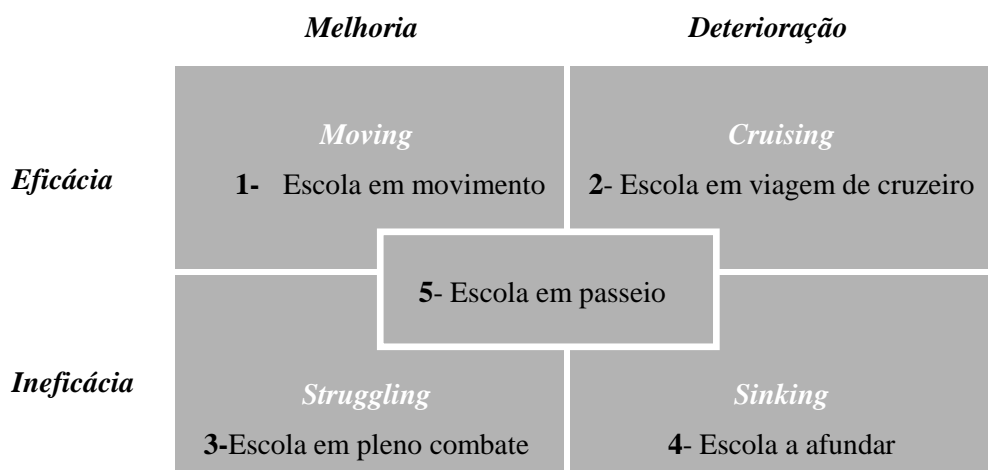 Melhoria Deterioração
Moving Cruising
Eficácia 1- Escola em movimento 2- Escola em viagem de cruzeiro
5- Escola em passeio
Ineficácia Struggling Sinking
3-Escola em pleno combate 4- Escola a afundar